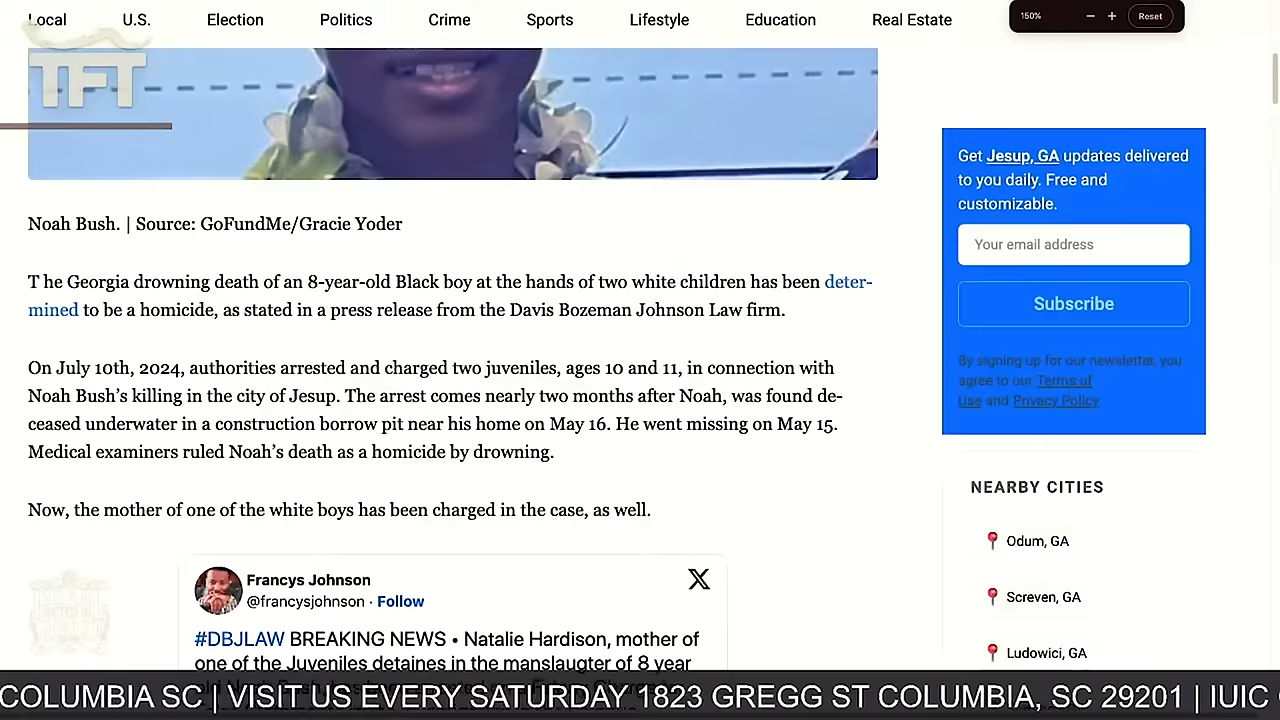 Local U.S. Election Politics Crime Sports Lifestyle Education Real Estate
150% − + Reset
TFT
Get Jesup, GA updates delivered
to you daily. Free and
customizable.
Your email address
Subscribe
By signing up for our newsletter, you
agree to our Terms of
Use and Privacy Policy
Noah Bush. | Source: GoFundMe/Gracie Yoder
T he Georgia drowning death of an 8-year-old Black boy at the hands of two white children has been deter-
mined to be a homicide, as stated in a press release from the Davis Bozeman Johnson Law firm.
On July 10th, 2024, authorities arrested and charged two juveniles, ages 10 and 11, in connection with
Noah Bush’s killing in the city of Jesup. The arrest comes nearly two months after Noah, was found de-
ceased underwater in a construction borrow pit near his home on May 16. He went missing on May 15.
Medical examiners ruled Noah’s death as a homicide by drowning.
Now, the mother of one of the white boys has been charged in the case, as well.
NEARBY CITIES
Odum, GA
Screven, GA
Ludowici, GA
Francys Johnson
@francysjohnson · Follow
#DBJLAW BREAKING NEWS • Natalie Hardison, mother of
one of the Juveniles detaines in the manslaugter of 8 year
COLUMBIA SC | VISIT US EVERY SATURDAY 1823 GREGG ST COLUMBIA, SC 29201 | IUIC